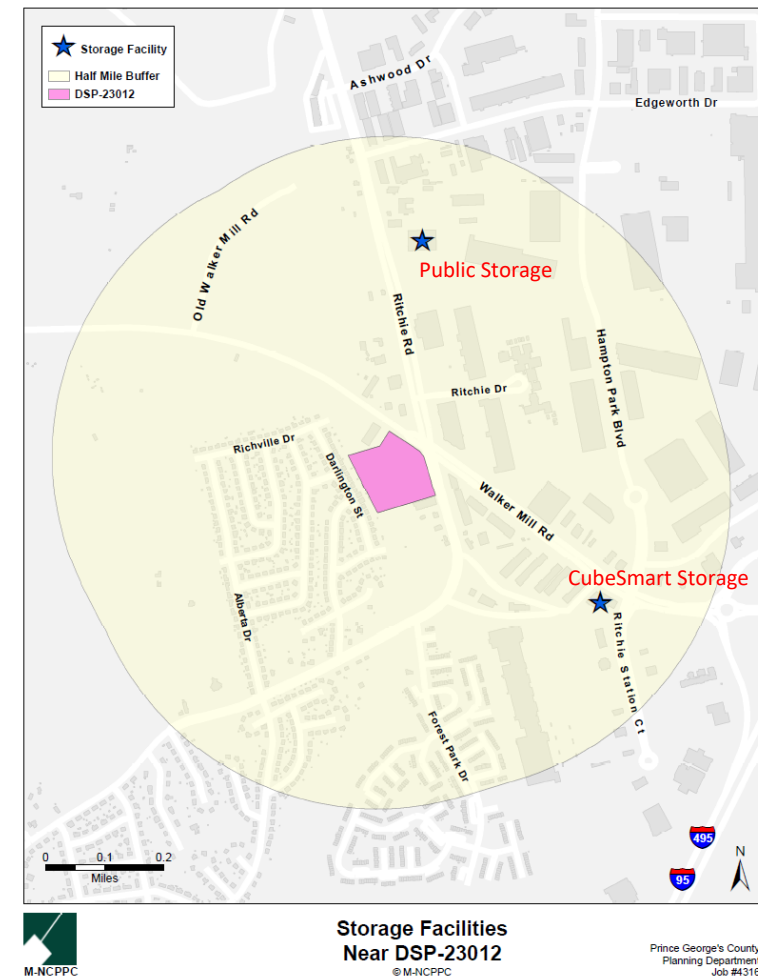 Storage Facility
Half Mile Buffer
DSP-23012
Ashwood Dr
Edgeworth Dr
Old Walker Mill Rd
Public Storage
Ritchie Rd
Hampton Park Blvd
Ritchie Dr
Richville Dr
Darlington St
Walker Mill Rd
CubeSmart Storage
Alberta Dr
Ritchie Station Ct
Forest Park Dr
495
95
N
0 0.1 0.2
Miles
M-NCPPC
Storage Facilities
Near DSP-23012
© M-NCPPC
Prince George's County
Planning Department
Job #4316